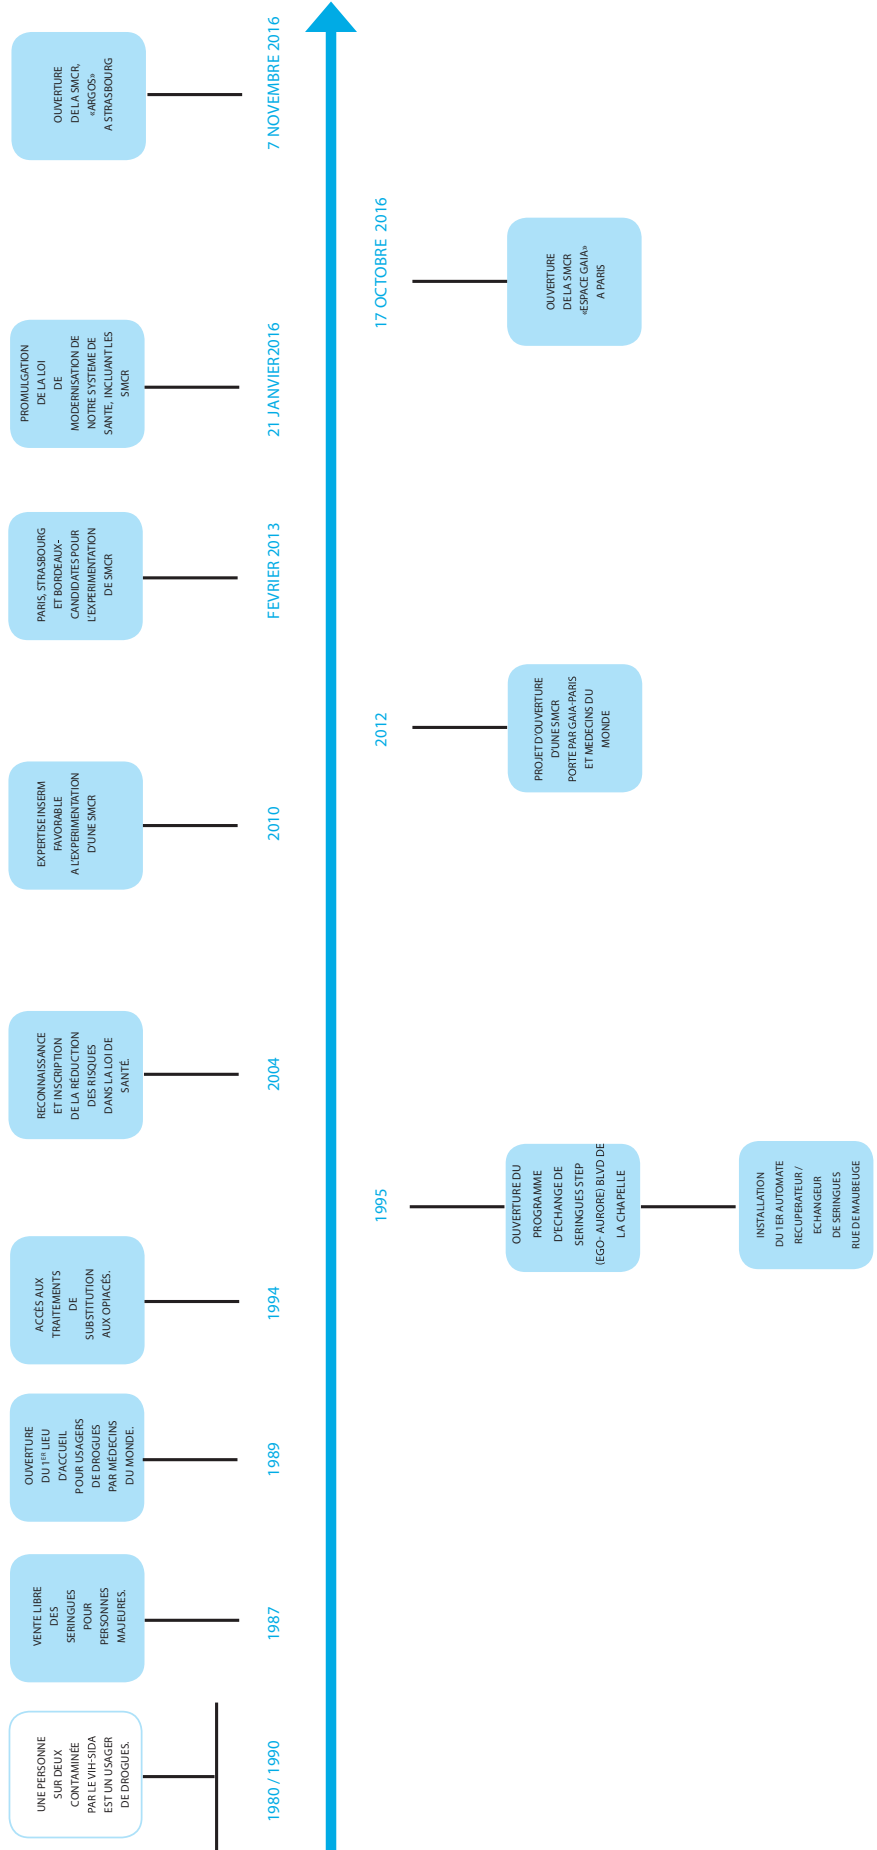 UNE PERSONNE
SUR DEUX
CONTAMINÉE
PAR LE VIH-SIDA
EST UN USAGER
DE DROGUES.
1980 / 1990
VENTE LIBRE
DES
SERINGUES
POUR
PERSONNES
MAJEURES.
1987
OUVERTURE
DU 1ER LIEU
D'ACCUEIL
POUR USAGERS
DE DROGUES
PAR MÉDECINS
DU MONDE.
1989
ACCÈS AUX
TRAITEMENTS
DE
SUBSTITUTION
AUX OPIACÉS.
1994
1995
OUVERTURE DU
PROGRAMME
D'ECHANGE DE
SERINGUES STEP
(EGO- AURORE) BLVD DE
LA CHAPELLE
INSTALLATION
DU 1ER AUTOMATE
RECUPERATEUR /
ECHANGEUR
DE SERINGUES
RUE DE MAUBEUGE
RECONNAISSANCE
ET INSCRIPTION
DE LA RÉDUCTION
DES RISQUES
DANS LA LOI DE
SANTÉ.
2004
EXPERTISE INSERM
FAVORABLE
A L'EXPERIMENTATION
D'UNE SMCR
2010
2012
PROJET D'OUVERTURE
D'UNE SMCR
PORTE PAR GAIA-PARIS
ET MEDECINS DU
MONDE
PARIS, STRASBOURG
ET BORDEAUX-
CANDIDATES POUR
L'EXPERIMENTATION
DE SMCR
FEVRIER 2013
PROMULGATION
DE LA LOI
DE
MODERNISATION DE
NOTRE SYSTEME DE
SANTE, INCLUANT LES
SMCR
21 JANVIER2016
17 OCTOBRE 2016
OUVERTURE
DE LA SMCR
«ESPACE GAIA»
A PARIS
OUVERTURE
DE LA SMCR,
«ARGOS»
A STRASBOURG
7 NOVEMBRE 2016